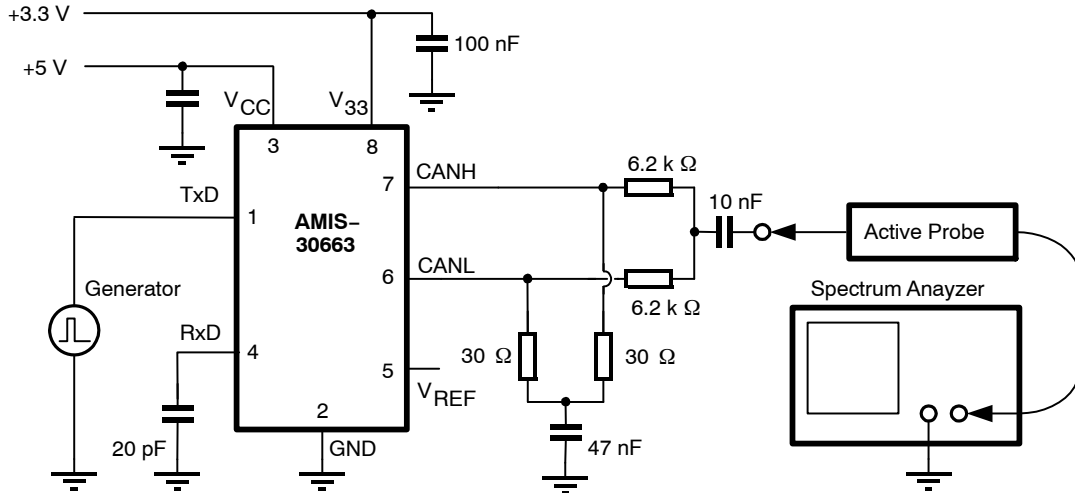 +3.3 V
100 nF
+5 V
VCC
V33
3
8
CANH
7
6.2 k Ω
TxD
1
AMIS–
30663
10 nF
Active Probe
6
CANL
6.2 k Ω
Generator
Spectrum Anayzer
RxD
4
30 Ω
30 Ω
5
VREF
2
20 pF
GND
47 nF